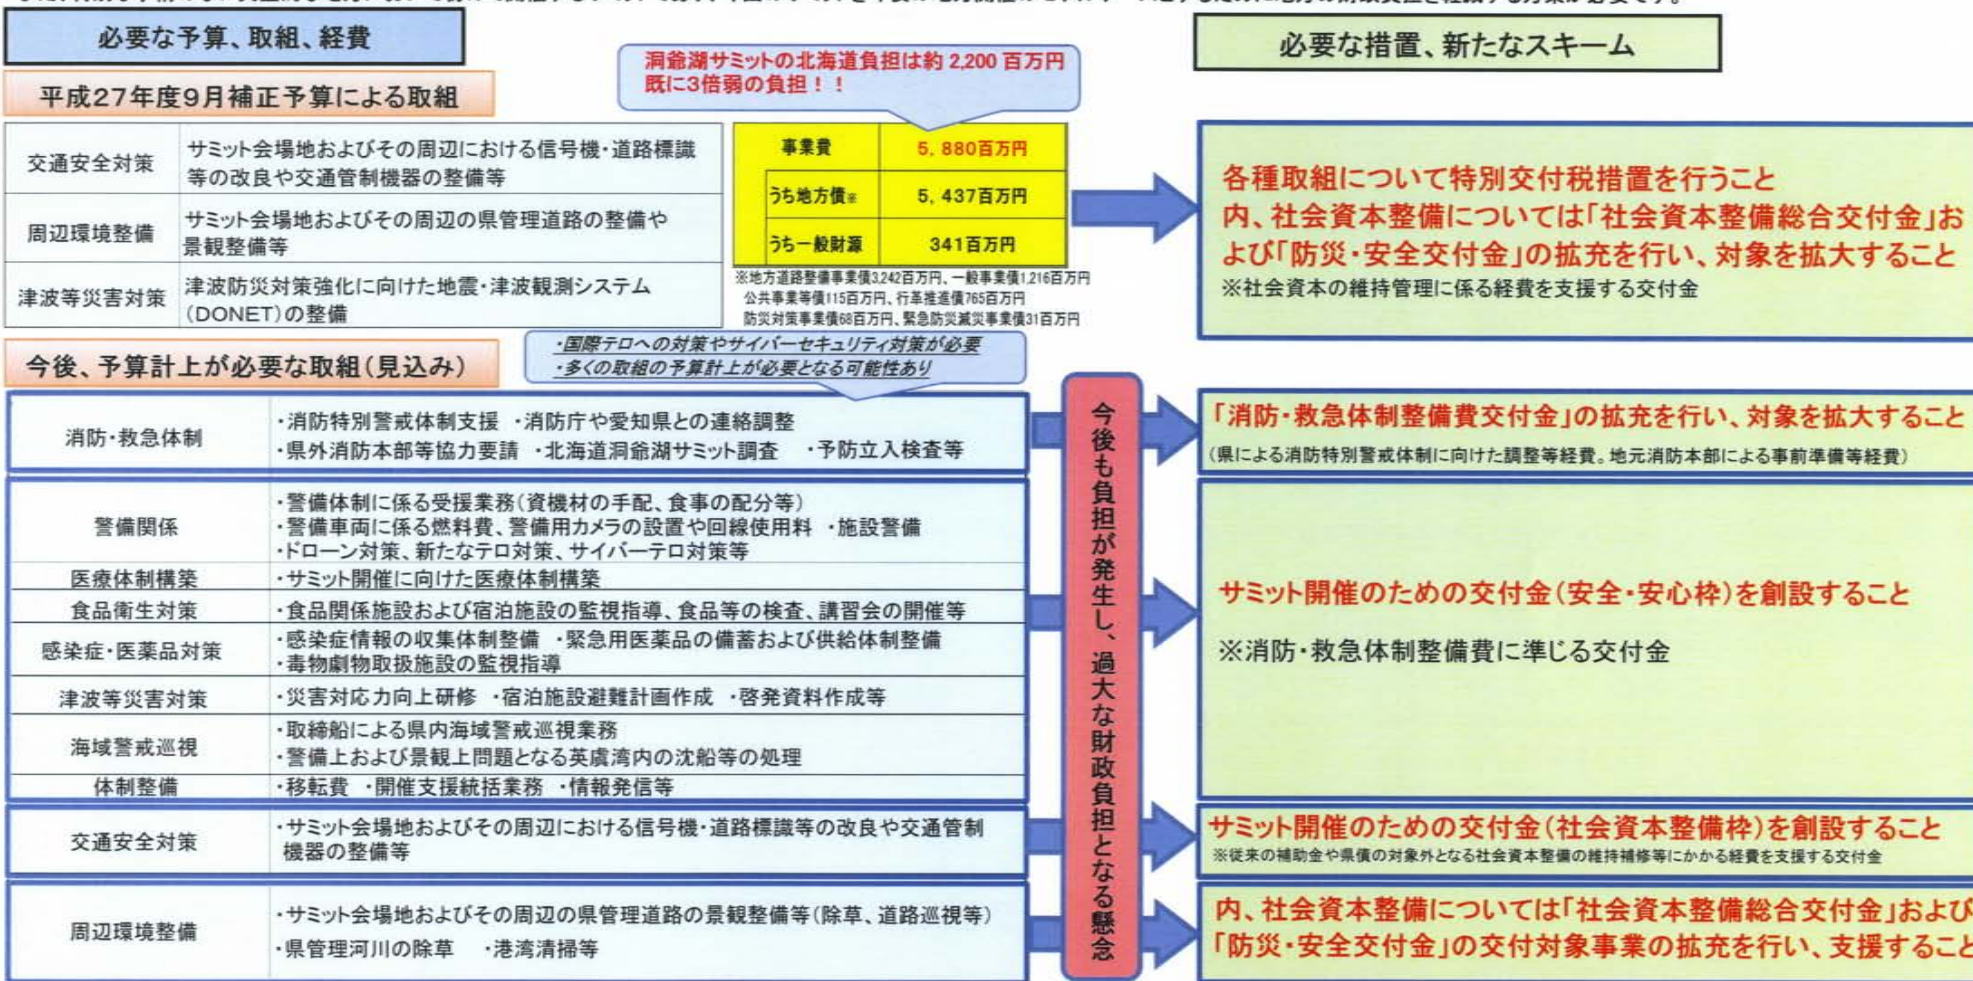 必要な予算、取組、経費
必要な措置、新たなスキーム
洞爺湖サミットの北海道負担は約 2,200 百万円
既に3倍弱の負担！！
平成27年度9月補正予算による取組
交通安全対策
サミット会場地およびその周辺における信号機・道路標識
等の改良や交通管制機器の整備等
周辺環境整備
サミット会場地およびその周辺の県管理道路の整備や
景観整備等
津波等災害対策
津波防災対策強化に向けた地震・津波観測システム
(DONET)の整備
事業費 5,880百万円
うち地方債※ 5,437百万円
うち一般財源 341百万円
※地方道路整備事業債3,242百万円、一般事業債1,216百万円
公共事業等債115百万円、行革推進債765百万円
防災対策事業債68百万円、緊急防災減災事業債31百万円
各種取組について特別交付税措置を行うこと
内、社会資本整備については「社会資本整備総合交付金」お
よび「防災・安全交付金」の拡充を行い、対象を拡大すること
※社会資本の維持管理に係る経費を支援する交付金
今後、予算計上が必要な取組(見込み)
・国際テロへの対策やサイバーセキュリティ対策が必要
・多くの取組の予算計上が必要となる可能性あり
消防・救急体制
・消防特別警戒体制支援 ・消防庁や愛知県との連絡調整
・県外消防本部等協力要請 ・北海道洞爺湖サミット調査 ・予防立入検査等
警備関係
・警備体制に係る受援業務(資機材の手配、食事の配分等)
・警備車両に係る燃料費、警備用カメラの設置や回線使用料 ・施設警備
・ドローン対策、新たなテロ対策、サイバーテロ対策等
医療体制構築
・サミット開催に向けた医療体制構築
食品衛生対策
・食品関係施設および宿泊施設の監視指導、食品等の検査、講習会の開催等
感染症・医薬品対策
・感染症情報の収集体制整備 ・緊急用医薬品の備蓄および供給体制整備
・毒物劇物取扱施設の監視指導
津波等災害対策
・災害対応力向上研修 ・宿泊施設避難計画作成 ・啓発資料作成等
海域警戒巡視
・取締船による県内海域警戒巡視業務
・警備上および景観上問題となる英虞湾内の沈船等の処理
体制整備
・移転費 ・開催支援統括業務 ・情報発信等
交通安全対策
・サミット会場地およびその周辺における信号機・道路標識等の改良や交通管制
機器の整備等
周辺環境整備
・サミット会場地およびその周辺の県管理道路の景観整備等(除草、道路巡視等)
・県管理河川の除草 ・港湾清掃等
今後も負担が発生し、過大な財政負担となる懸念
「消防・救急体制整備費交付金」の拡充を行い、対象を拡大すること
(県による消防特別警戒体制に向けた調整等経費。地元消防本部による事前準備等経費)
サミット開催のための交付金(安全・安心枠)を創設すること
※消防・救急体制整備費に準じる交付金
サミット開催のための交付金(社会資本整備枠)を創設すること
※従来の補助金や県債の対象外となる社会資本整備の維持補修等にかかる経費を支援する交付金
内、社会資本整備については「社会資本整備総合交付金」および
「防災・安全交付金」の交付対象事業の拡充を行い、支援すること